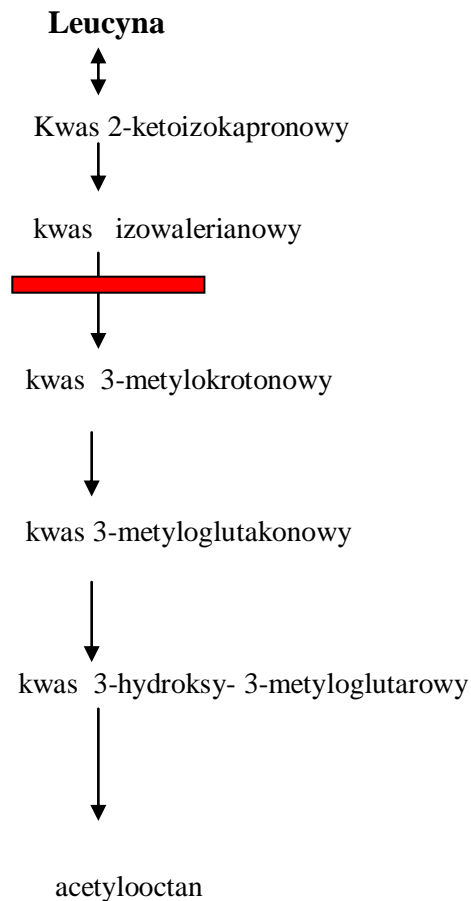 Leucyna
Kwas 2-ketoizokapronowy
kwas izowalerianowy
kwas 3-metylokrotonowy
kwas 3-metyloglutakonowy
kwas 3-hydroksy- 3-metyloglutarowy
acetylooctan